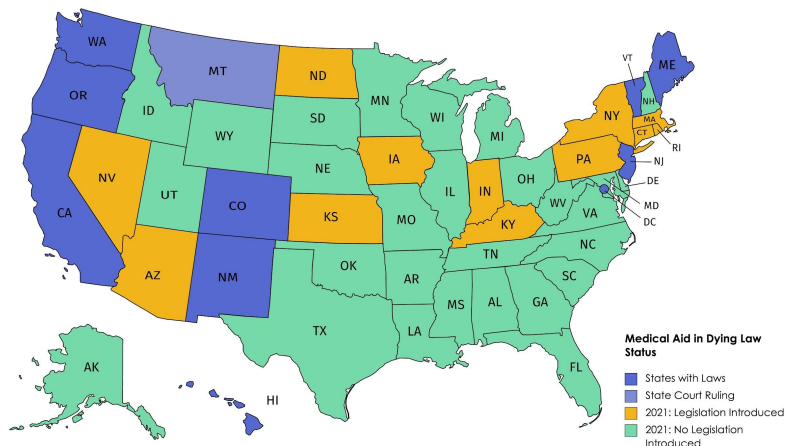 WA
OR
CA
NV
ID
MT
WY
UT
AZ
CO
NM
ND
SD
NE
KS
OK
TX
MN
IA
MO
AR
LA
WI
IL
MI
IN
OH
KY
TN
MS
AL
GA
FL
SC
NC
VA
WV
PA
NY
VT
NH
ME
MA
CT
RI
NJ
DE
MD
DC
AK
HI
Medical Aid in Dying Law
Status
States with Laws
State Court Ruling
2021: Legislation Introduced
2021: No Legislation
Introduced